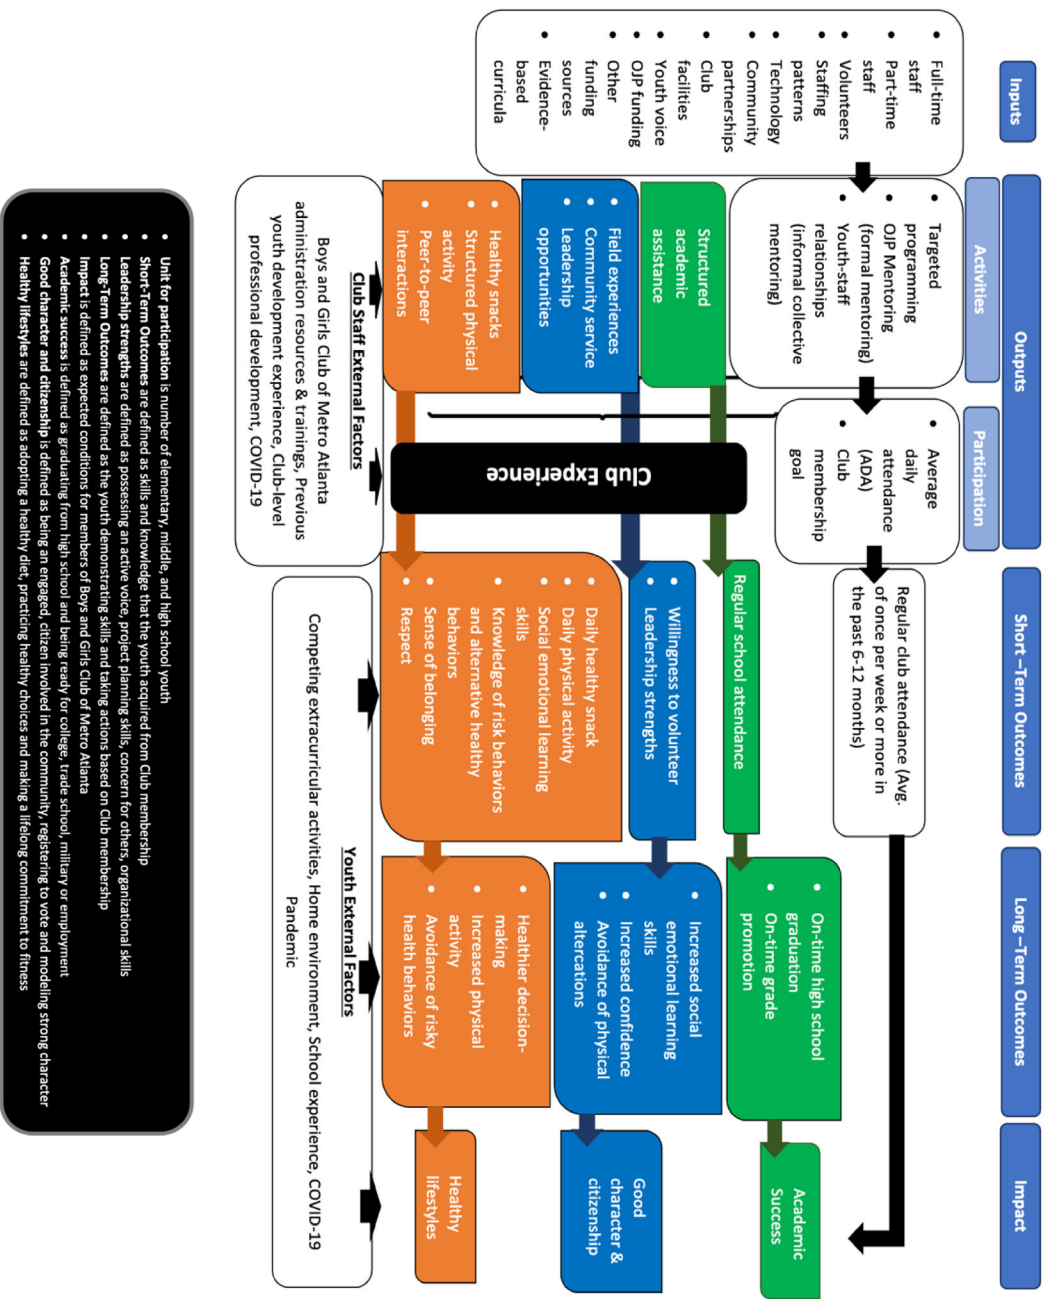 Inputs
Outputs
Short –Term Outcomes
Long –Term Outcomes
Impact
Activities
Participation
• Full-time
staff
• Part-time
staff
• Volunteers
• Staffing
patterns
• Technology
• Community
partnerships
• Club
facilities
• Youth voice
• OJP funding
• Other
funding
sources
• Evidence-
based
curricula
• Targeted
programming
• OJP Mentoring
(formal mentoring)
• Youth-staff
relationships
(informal collective
mentoring)
• Average
daily
attendance
(ADA)
• Club
membership
goal
Regular club attendance (Avg.
of once per week or more in
the past 6-12 months)
Structured
academic
assistance
Regular school attendance
• On-time high school
graduation
• On-time grade
promotion
Academic
Success
• Field experiences
• Community service
• Leadership
opportunities
• Willingness to volunteer
• Leadership strengths
• Increased social
emotional learning
skills
• Increased confidence
• Avoidance of physical
altercations
Good
character &
citizenship
• Healthy snacks
• Structured physical
activity
• Peer-to-peer
interactions
Club Experience
• Daily healthy snack
• Daily physical activity
• Social emotional learning
skills
• Knowledge of risk behaviors
and alternative healthy
behaviors
• Sense of belonging
• Respect
• Healthier decision-
making
• Increased physical
activity
• Avoidance of risky
health behaviors
Healthy
lifestyles
Club Staff External Factors
Boys and Girls Club of Metro Atlanta
administration resources & trainings, Previous
youth development experience, Club-level
professional development, COVID-19
Youth External Factors
Competing extracurricular activities, Home environment, School experience, COVID-19
Pandemic
• Unit for participation is number of elementary, middle, and high school youth
• Short-Term Outcomes are defined as skills and knowledge that the youth acquired from Club membership
• Leadership strengths are defined as possessing an active voice, project planning skills, concern for others, organizational skills
• Long-Term Outcomes are defined as the youth demonstrating skills and taking actions based on Club membership
• Impact is defined as expected conditions for members of Boys and Girls Club of Metro Atlanta
• Academic success is defined as graduating from high school and being ready for college, trade school, military or employment
• Good character and citizenship is defined as being an engaged, citizen involved in the community, registering to vote and modeling strong character
• Healthy lifestyles are defined as adopting a healthy diet, practicing healthy choices and making a lifelong commitment to fitness